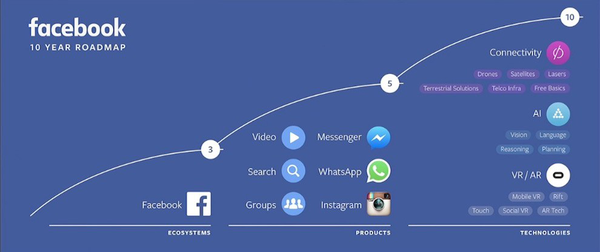 facebook
10 YEAR ROADMAP
3
5
10
Facebook
ECOSYSTEMS
Video
Messenger
Search
WhatsApp
Groups
Instagram
PRODUCTS
Connectivity
Drones Satellites Lasers
Terrestrial Solutions Telco Infra Free Basics
AI
Vision Language
Reasoning Planning
VR / AR
Mobile VR Rift
Touch Social VR AR Tech
TECHNOLOGIES